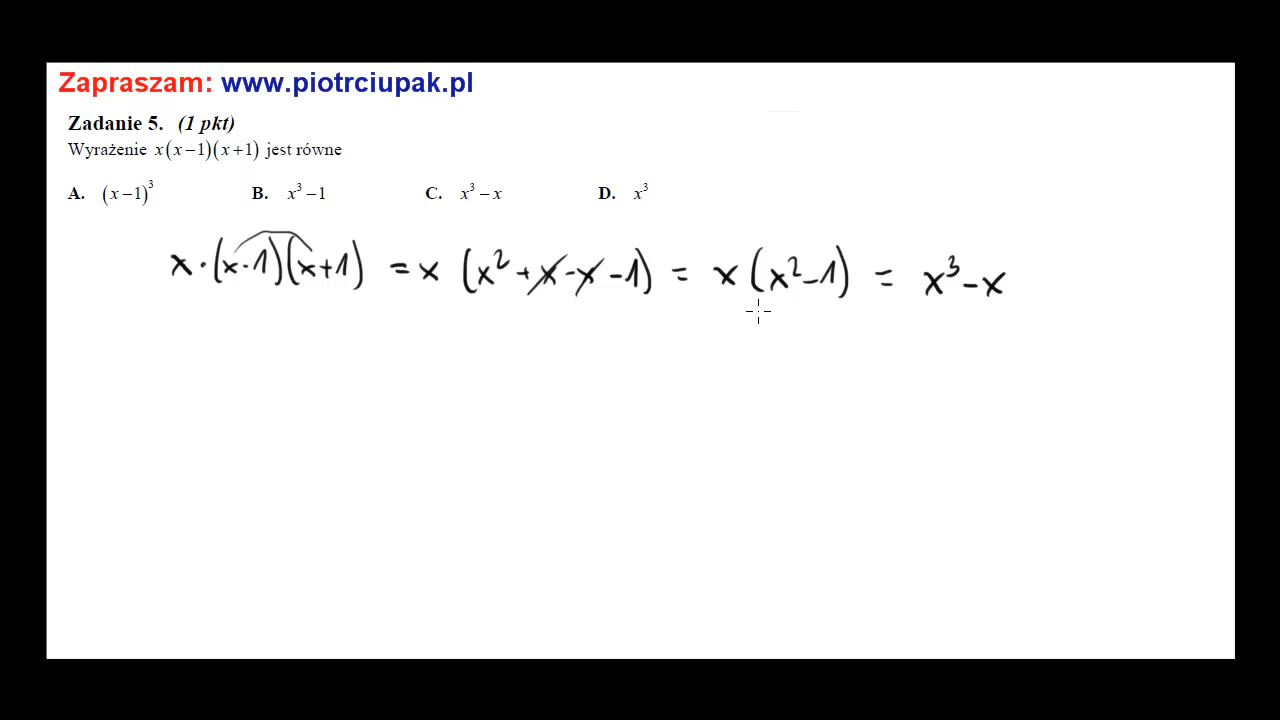 Zapraszam: www.piotrciupak.pl
Zadanie 5. (1 pkt)
Wyrażenie x(x−1)(x+1) jest równe
A. (x−1)³ B. x³−1 C. x³−x D. x³
x·(x-1)(x+1) = x (x²+x-x-1) = x(x²-1) = x³-x